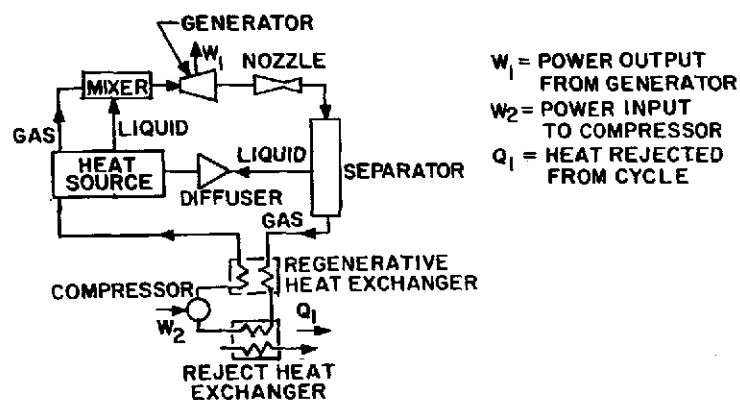 GENERATOR
W1
NOZZLE
MIXER
GAS
LIQUID
HEAT
SOURCE
LIQUID
DIFFUSER
SEPARATOR
GAS
REGENERATIVE
HEAT EXCHANGER
COMPRESSOR
W2
Q1
REJECT HEAT
EXCHANGER
W1 = POWER OUTPUT
FROM GENERATOR
W2 = POWER INPUT
TO COMPRESSOR
Q1 = HEAT REJECTED
FROM CYCLE